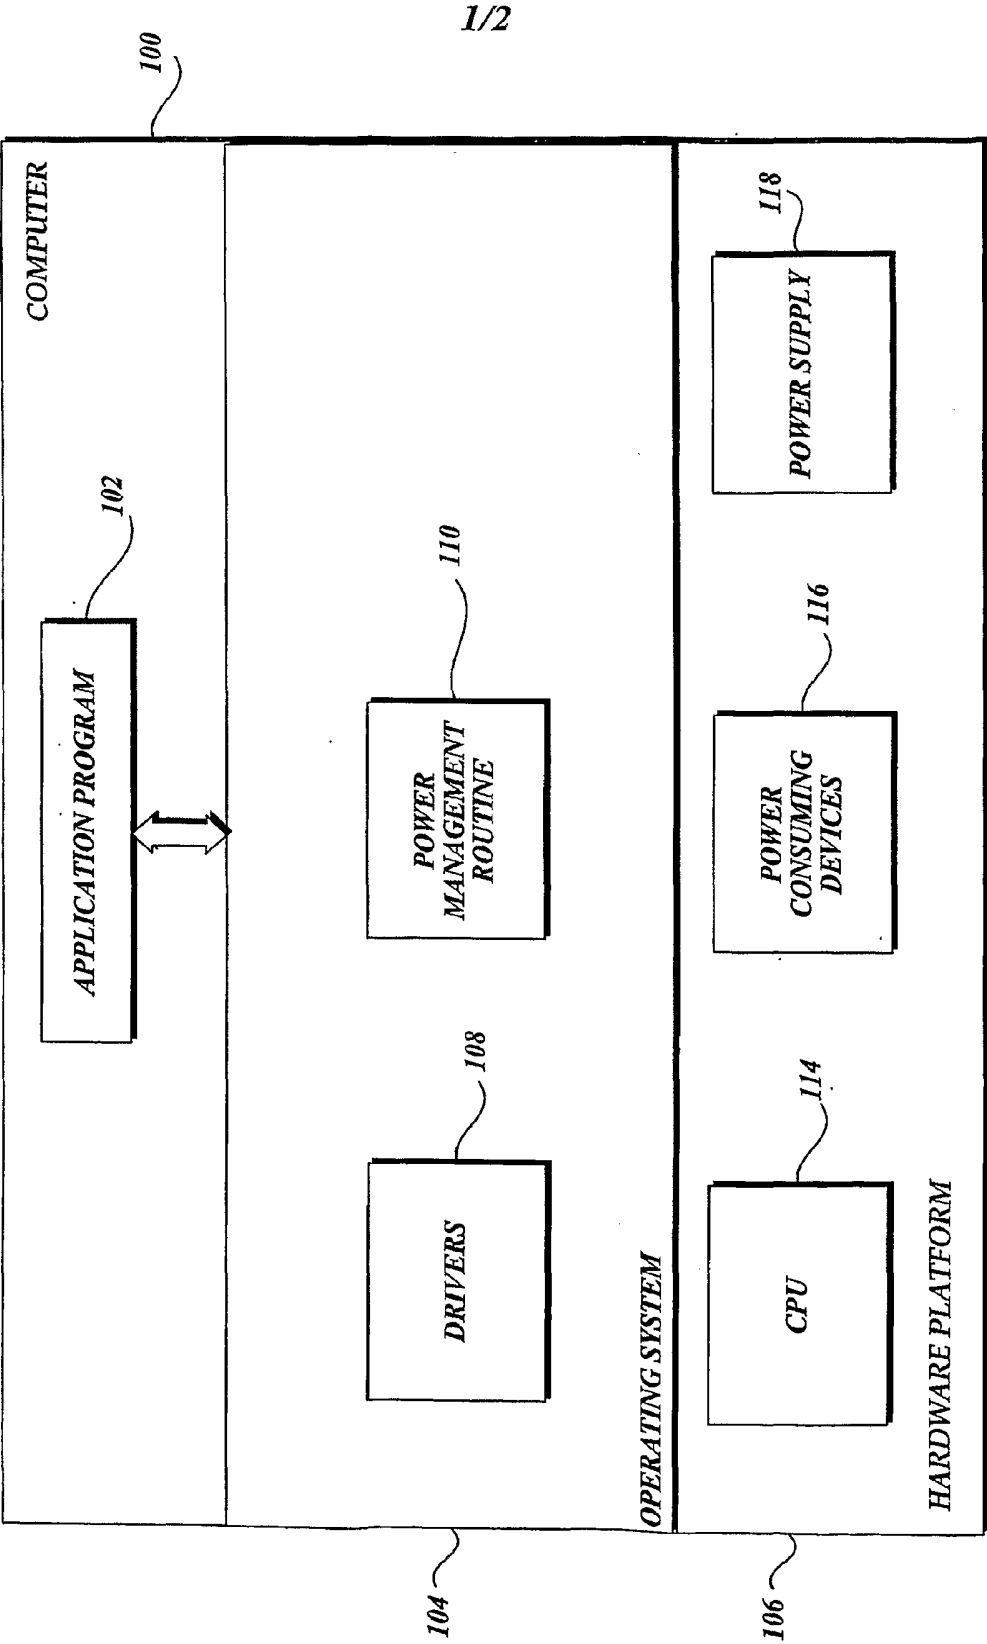 1/2
100
COMPUTER
102
APPLICATION PROGRAM
104
110
108
POWER
MANAGEMENT
ROUTINE
DRIVERS
OPERATING SYSTEM
106
118
116
114
POWER SUPPLY
POWER
CONSUMING
DEVICES
CPU
HARDWARE PLATFORM